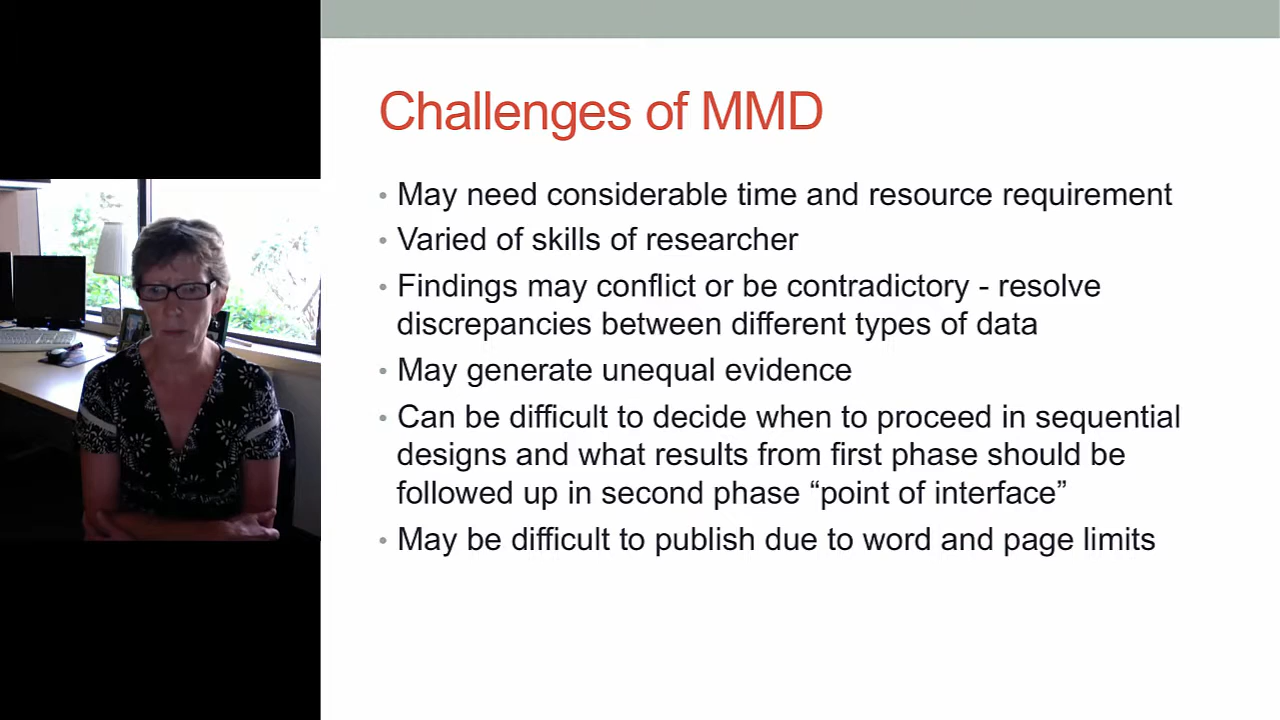 Challenges of MMD
• May need considerable time and resource requirement
• Varied of skills of researcher
• Findings may conflict or be contradictory - resolve
discrepancies between different types of data
• May generate unequal evidence
• Can be difficult to decide when to proceed in sequential
designs and what results from first phase should be
followed up in second phase “point of interface”
• May be difficult to publish due to word and page limits